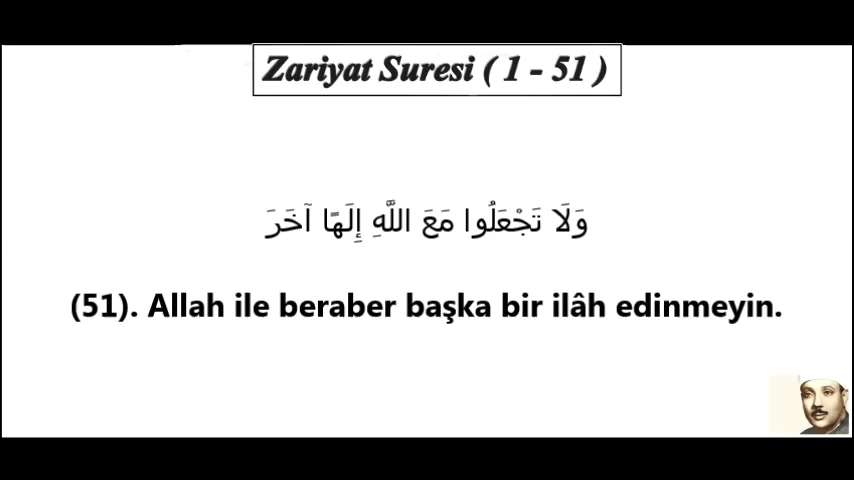 Zariyat Suresi ( 1 - 51 )
وَلَا تَجْعَلُوا مَعَ اللَّهِ إِلَهًا آخَرَ
(51). Allah ile beraber başka bir ilâh edinmeyin.